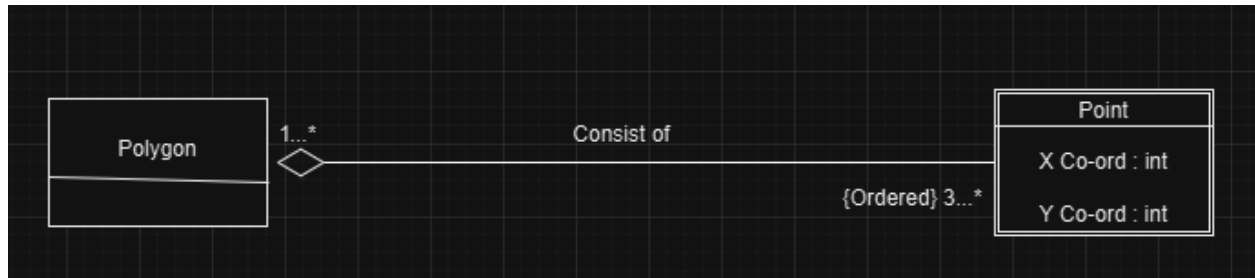 Polygon
1...*
Consist of
{Ordered} 3...*
Point
X Co-ord : int
Y Co-ord : int